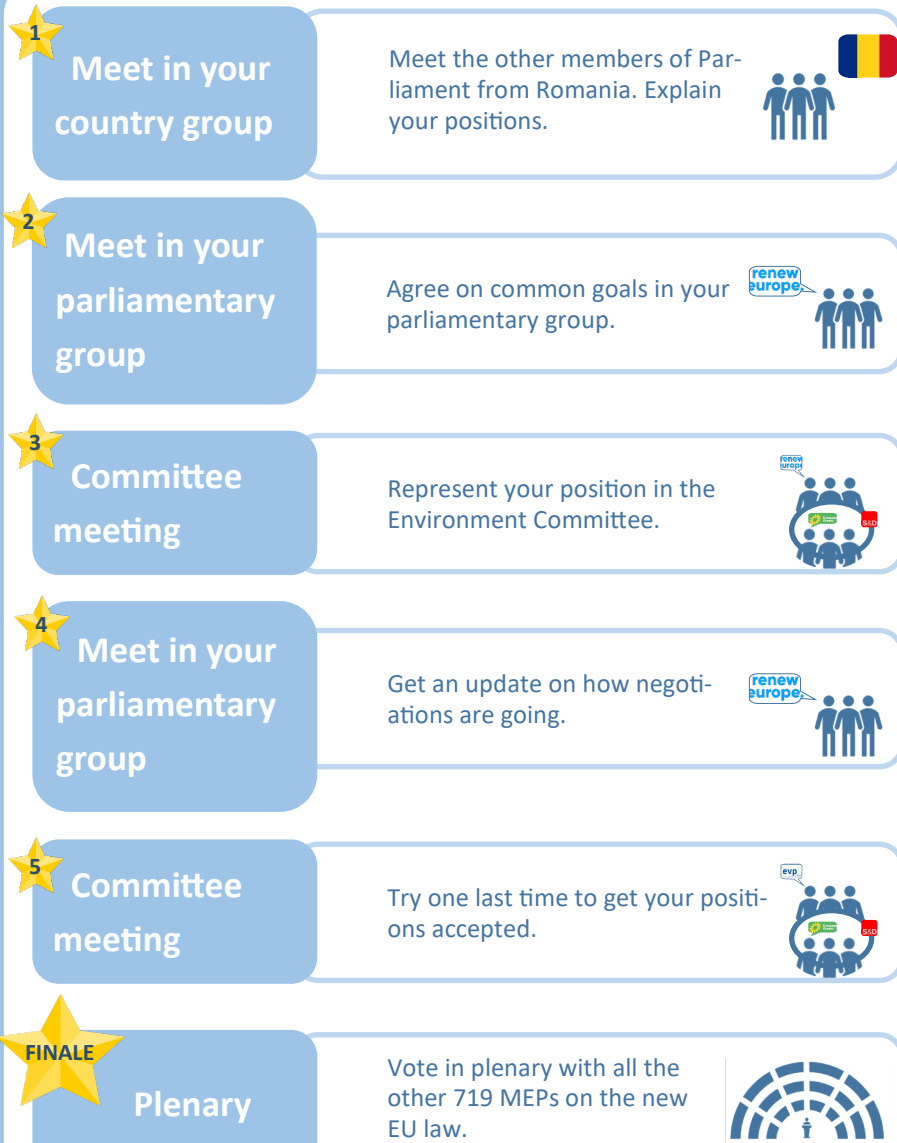 1
Meet in your
country group
Meet the other members of Par-
liament from Romania. Explain
your positions.
2
Meet in your
parliamentary
group
Agree on common goals in your
parliamentary group.
renew
europe.
3
Committee
meeting
Represent your position in the
Environment Committee.
renew
europe
S&D
4
Meet in your
parliamentary
group
Get an update on how negoti-
ations are going.
renew
europe.
5
Committee
meeting
Try one last time to get your positi-
ons accepted.
evp
S&D
FINALE
Plenary
Vote in plenary with all the
other 719 MEPs on the new
EU law.